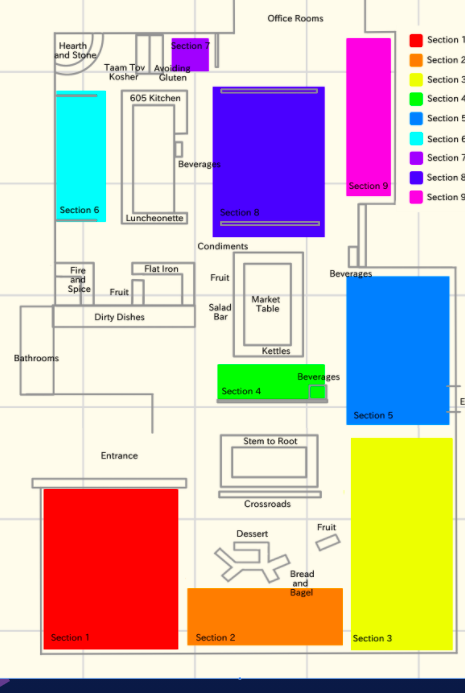 Office Rooms
Hearth
and Stone
Taam Tov
Kosher
Avoiding
Gluten
Section 7
605 Kitchen
Beverages
Luncheonette
Section 6
Section 8
Section 9
Section 1
Section 2
Section 3
Section 4
Section 5
Section 6
Section 7
Section 8
Section 9
Condiments
Beverages
Fire
and
Spice
Flat Iron
Fruit
Dirty Dishes
Fruit
Salad
Bar
Market
Table
Kettles
Bathrooms
Beverages
Section 4
Section 5
E
Entrance
Stem to Root
Crossroads
Dessert
Fruit
Bread
and
Bagel
Section 1
Section 2
Section 3